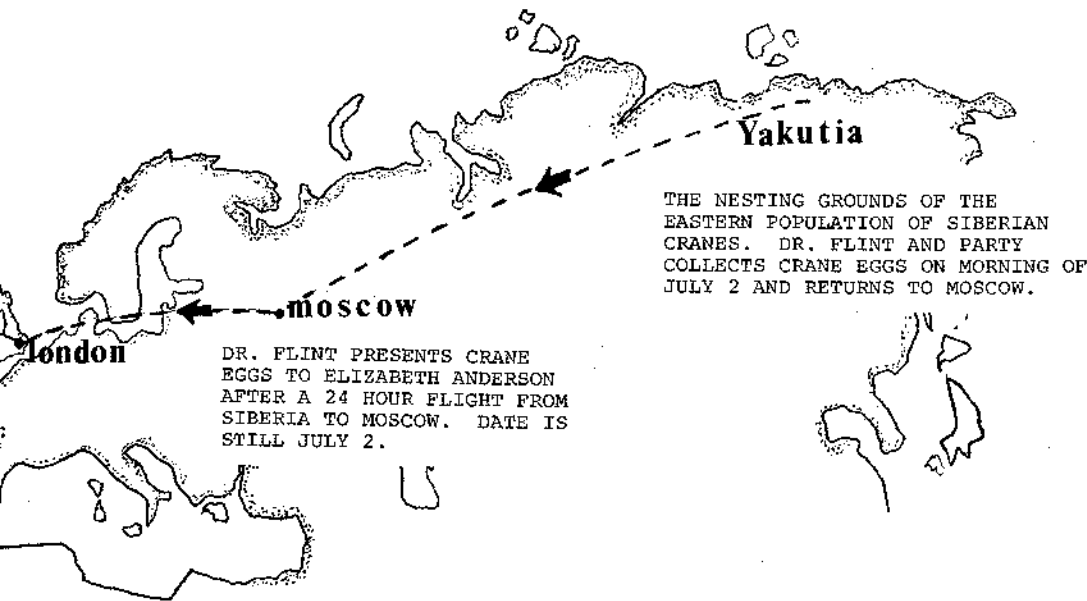 Yakutia
THE NESTING GROUNDS OF THE
EASTERN POPULATION OF SIBERIAN
CRANES. DR. FLINT AND PARTY
COLLECTS CRANE EGGS ON MORNING OF
JULY 2 AND RETURNS TO MOSCOW.
moscow
london
DR. FLINT PRESENTS CRANE
EGGS TO ELIZABETH ANDERSON
AFTER A 24 HOUR FLIGHT FROM
SIBERIA TO MOSCOW. DATE IS
STILL JULY 2.